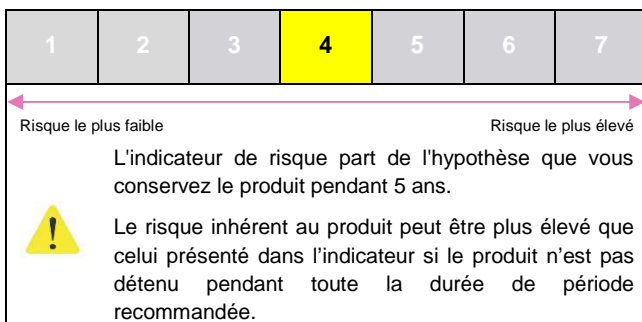 1 2 3 4 5 6 7
Risque le plus faible Risque le plus élevé
L'indicateur de risque part de l'hypothèse que vous
conservez le produit pendant 5 ans.
!
Le risque inhérent au produit peut être plus élevé que
celui présenté dans l’indicateur si le produit n’est pas
détenu pendant toute la durée de période
recommandée.